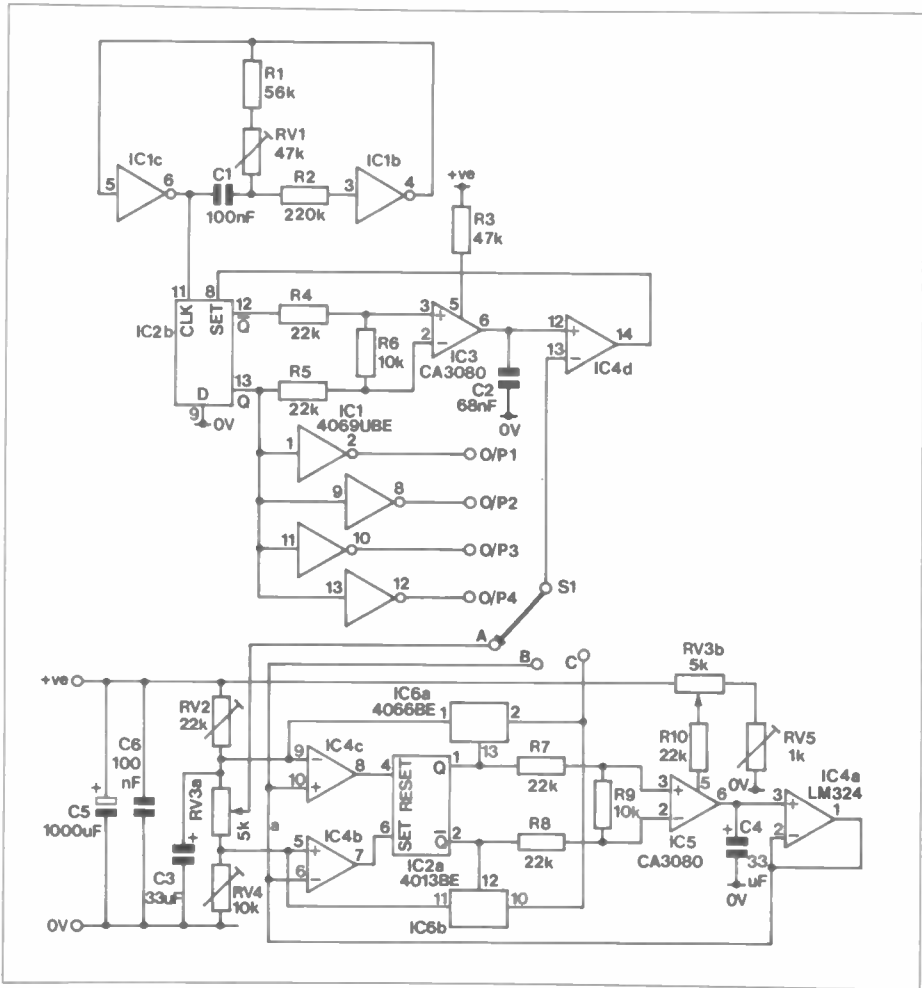 R1
56k
RV1
47k
IC1c
5
6
C1
100nF
R2
220k
3
IC1b
4
+ve
R3
47k
11
8
CLK
SET
12
Q
IC2b
13
Q
D
9
0V
R4
22k
R6
10k
R5
22k
3
+
2
−
5
6
IC3
CA3080
C2
68nF
0V
12
+
13
−
14
IC4d
IC1
4069UBE
1
2
O/P1
9
8
O/P2
11
10
O/P3
13
12
O/P4
S1
A
B
C
+ve
RV2
22k
C6
100
nF
+
C5
1000uF
RV3a
5k
+
C3
33uF
RV4
10k
0V
a
IC6a
4066BE
1
2
13
9
−
10
+
IC4c
8
4
RESET
Q
1
5
+
6
−
IC4b
7
6
SET
Q
2
IC2a
4013BE
12
11
10
IC6b
R7
22k
R9
10k
R8
22k
RV3b
5k
R10
22k
RV5
1k
0V
3
+
2
−
5
6
IC5
CA3080
+
C4
33
uF
0V
IC4a
LM324
3
+
2
−
1